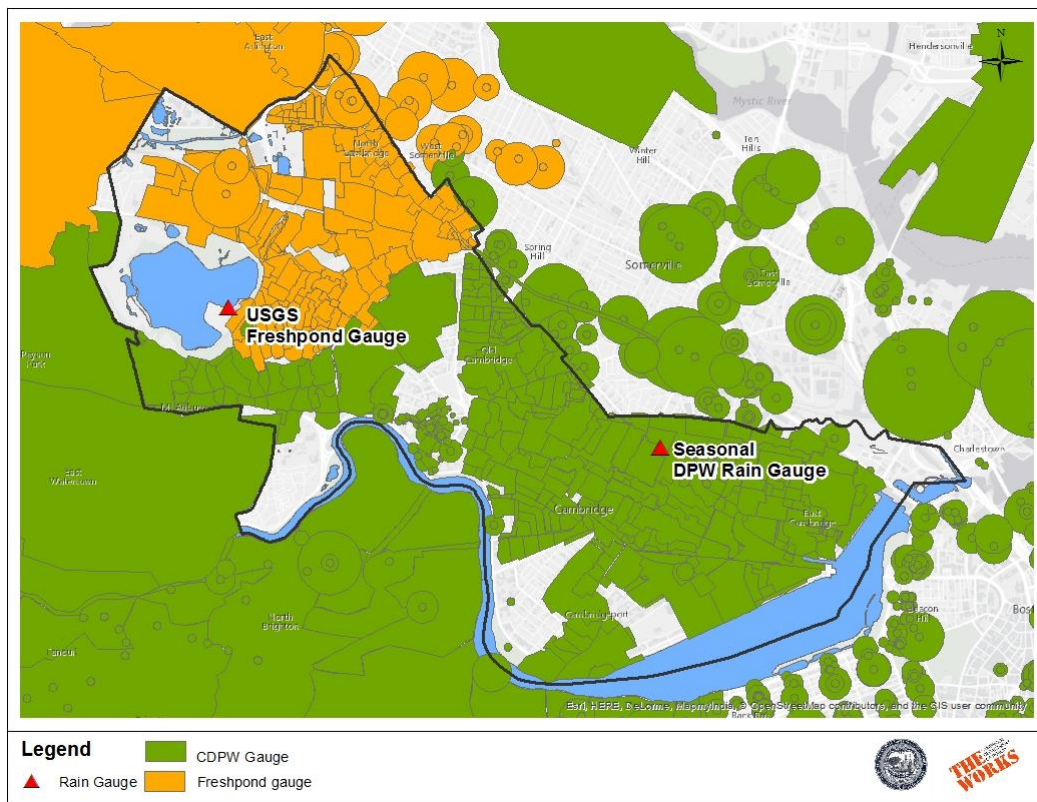 East
Arlington
Hendersonville
N
Mystic River
Ten
Hills
Winter
Hill
North
Cambridge
West
Somerville
Spring
Hill
Somerville
East
Somerville
USGS
Freshpond Gauge
Payson
Park
Old
Cambridge
Mt Auburn
Seasonal
DPW Rain Gauge
Charlestown
East
Watertown
Cambridge
East
Cambridge
Cambridgeport
North
Brighton
Beacon
Hill
Faneuil
Esri, HERE, DeLorme, MapmyIndia, © OpenStreetMap contributors, and the GIS user community
Legend
CDPW Gauge
Rain Gauge
Freshpond gauge
THE
WORKS